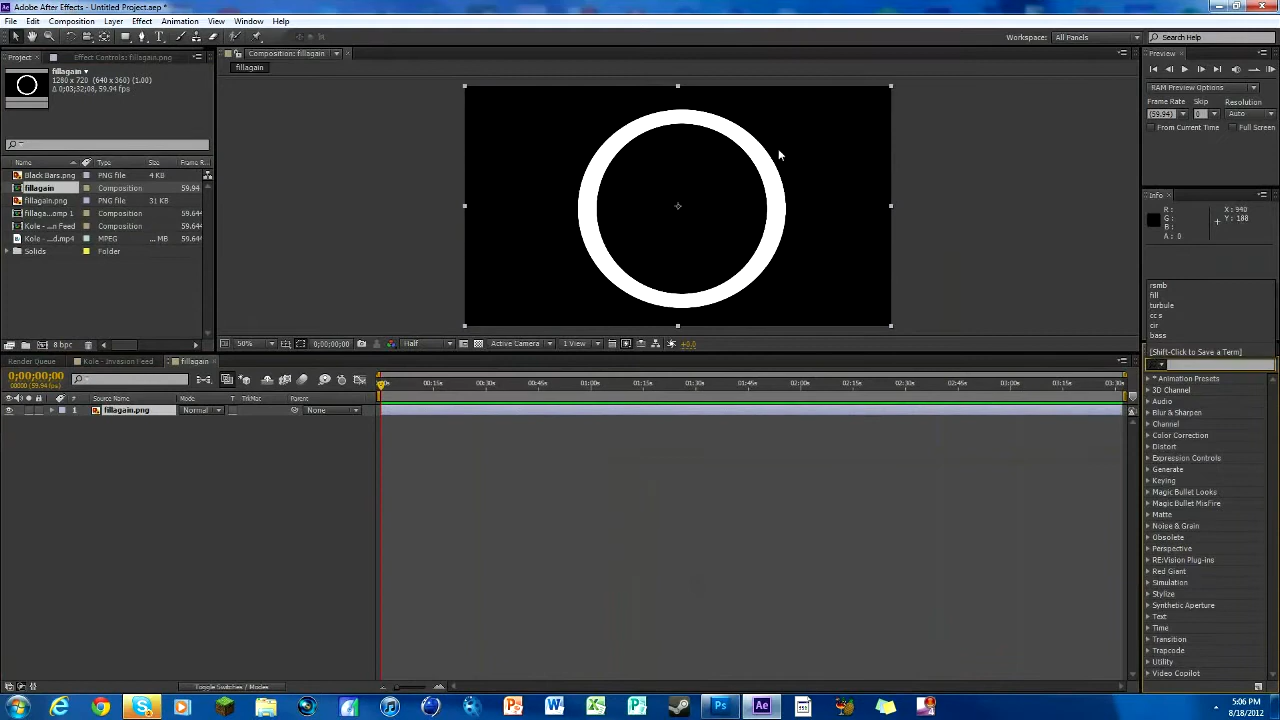 Adobe After Effects - Untitled Project.aep *
File Edit Composition Layer Effect Animation View Window Help
Workspace: All Panels Search Help
Project Effect Controls: fillagain.png
Composition: fillagain
Preview
fillagain
fillagain
1280 x 720 (640 x 360) (1.00)
Δ 0;03;32;08, 59.94 fps
RAM Preview Options
Frame Rate Skip Resolution
(59.94) 0 Auto
From Current Time Full Screen
Name Type Size Frame R
Black Bars.png PNG file 4 KB
fillagain Composition 59.94
fillagain.png PNG file 31 KB
fillaga...omp 1 Composition 59.94
Kole - ...n Feed Composition 59.94
Kole - ...d.mp4 MPEG ... MB 59.94
Solids Folder
Info
R : X : 940
G : Y : 188
B :
A : 0
rsmb
fill
turbule
cc s
cir
bass
[Shift-Click to Save a Term]
8 bpc
50% 0;00;00;00 Half Active Camera 1 View +0.0
Render Queue Kole - Invasion Feed fillagain
0;00;00;00
00000 (59.94 fps)
00:15s 00:30s 00:45s 01:00s 01:15s 01:30s 01:45s 02:00s 02:15s 02:30s 02:45s 03:00s 03:15s 03:30s
# Source Name Mode T TrkMat Parent
1 fillagain.png Normal None
* Animation Presets
3D Channel
Audio
Blur & Sharpen
Channel
Color Correction
Distort
Expression Controls
Generate
Keying
Magic Bullet Looks
Magic Bullet MisFire
Matte
Noise & Grain
Obsolete
Perspective
RE:Vision Plug-ins
Red Giant
Simulation
Stylize
Synthetic Aperture
Text
Time
Transition
Trapcode
Utility
Video Copilot
Toggle Switches / Modes
5:06 PM
8/18/2012